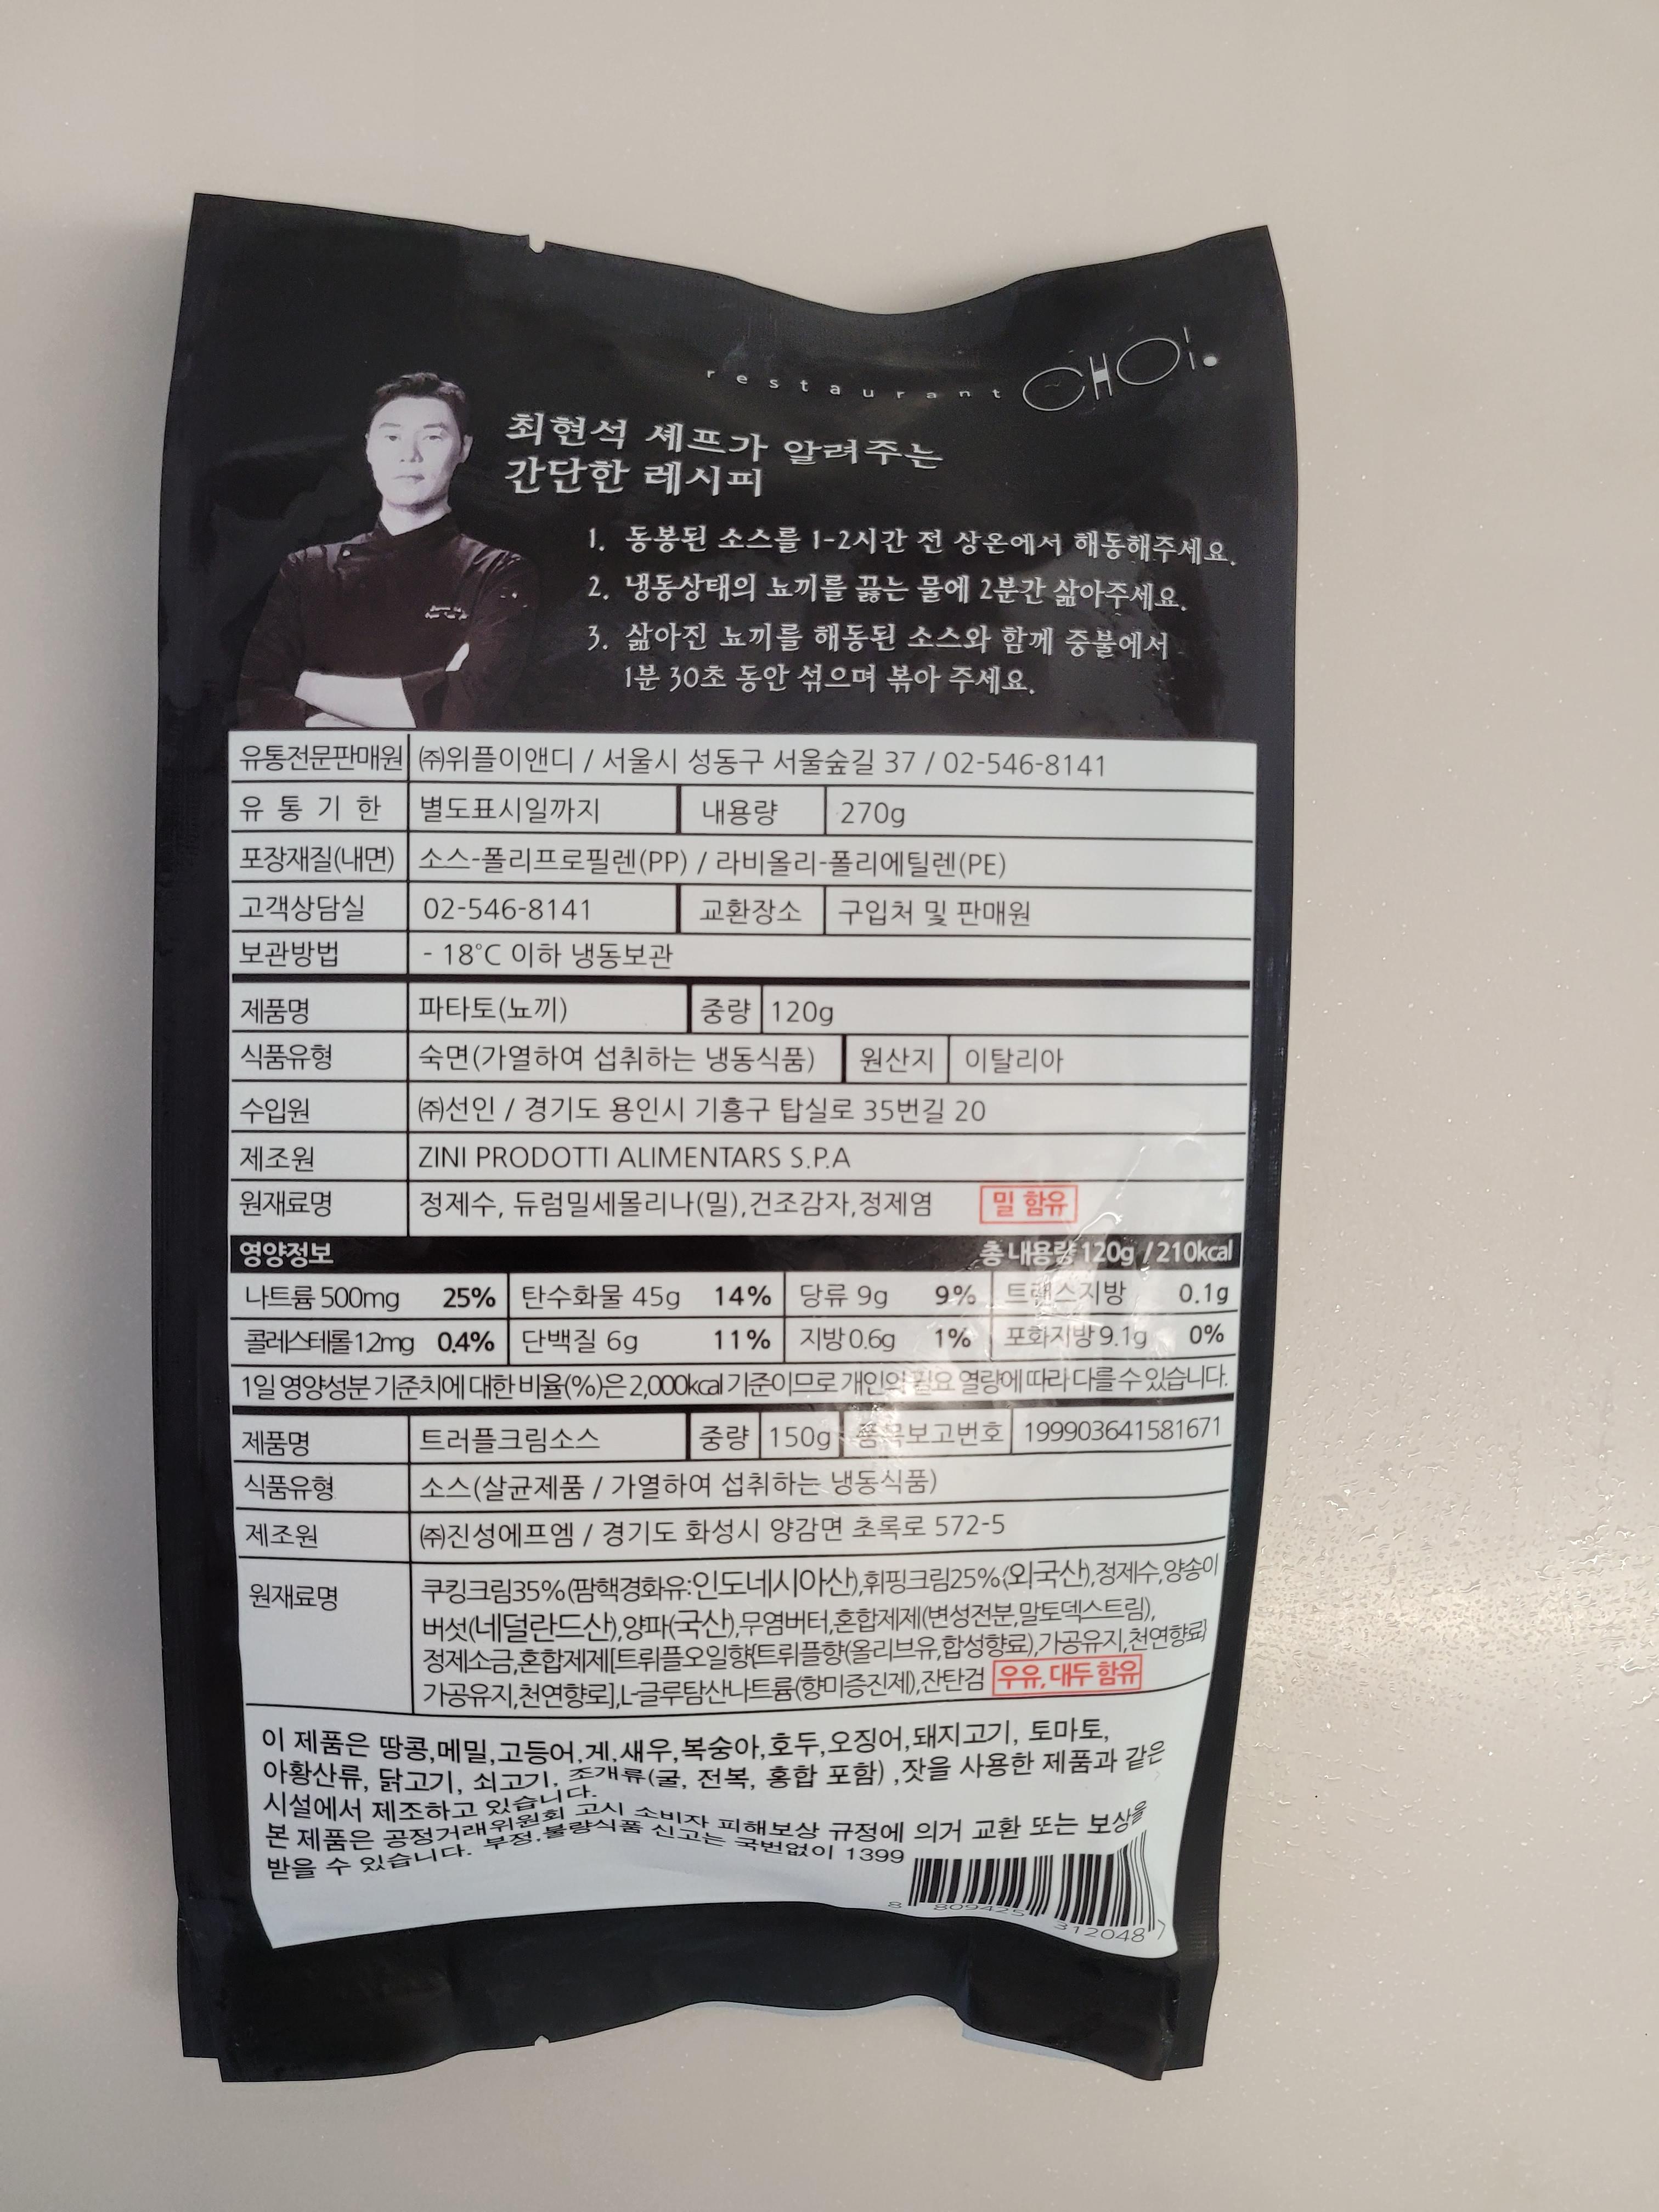 restaurant CHOI.
최현석 셰프가 알려주는
간단한 레시피
1. 동봉된 소스를 1-2시간 전 상온에서 해동해주세요.
2. 냉동상태의 뇨끼를 끓는 물에 2분간 삶아주세요.
3. 삶아진 뇨끼를 해동된 소스와 함께 중불에서
1분 30초 동안 섞으며 볶아 주세요.
유통전문판매원 ㈜위플이앤디 / 서울시 성동구 서울숲길 37 / 02-546-8141
유통기한 별도표시일까지 내용량 270g
포장재질(내면) 소스-폴리프로필렌(PP) / 라비올리-폴리에틸렌(PE)
고객상담실 02-546-8141 교환장소 구입처 및 판매원
보관방법 - 18°C 이하 냉동보관
제품명 파타토(뇨끼) 중량 120g
식품유형 숙면(가열하여 섭취하는 냉동식품) 원산지 이탈리아
수입원 ㈜선인 / 경기도 용인시 기흥구 탑실로 35번길 20
제조원 ZINI PRODOTTI ALIMENTARS S.P.A
원재료명 정제수, 듀럼밀세몰리나(밀),건조감자,정제염 밀 함유
영양정보 총 내용량 120g / 210kcal
나트륨 500mg 25% 탄수화물 45g 14% 당류 9g 9% 트랜스지방 0.1g
콜레스테롤 1.2mg 0.4% 단백질 6g 11% 지방 0.6g 1% 포화지방 9.1g 0%
1일 영양성분 기준치에 대한 비율(%)은 2,000kcal 기준이므로 개인의 필요 열량에 따라 다를 수 있습니다.
제품명 트러플크림소스 중량 150g 품목보고번호 199903641581671
식품유형 소스(살균제품 / 가열하여 섭취하는 냉동식품)
제조원 ㈜진성에프엠 / 경기도 화성시 양감면 초록로 572-5
원재료명 쿠킹크림35%(팜핵경화유:인도네시아산),휘핑크림25%(외국산),정제수,양송이
버섯(네덜란드산),양파(국산),무염버터,혼합제제(변성전분,말토덱스트림),
정제소금,혼합제제[트뤼플오일향{트뤼플향(올리브유,합성향료),가공유지,천연향료}
가공유지,천연향로],L-글루탐산나트륨(향미증진제),잔탄검 우유, 대두 함유
이 제품은 땅콩,메밀,고등어,게,새우,복숭아,호두,오징어,돼지고기, 토마토,
아황산류, 닭고기, 쇠고기, 조개류(굴, 전복, 홍합 포함) ,잣을 사용한 제품과 같은
시설에서 제조하고 있습니다.
본 제품은 공정거래위원회 고시 소비자 피해보상 규정에 의거 교환 또는 보상을
받을 수 있습니다. 부정.불량식품 신고는 국번없이 1399
8 809425 312048